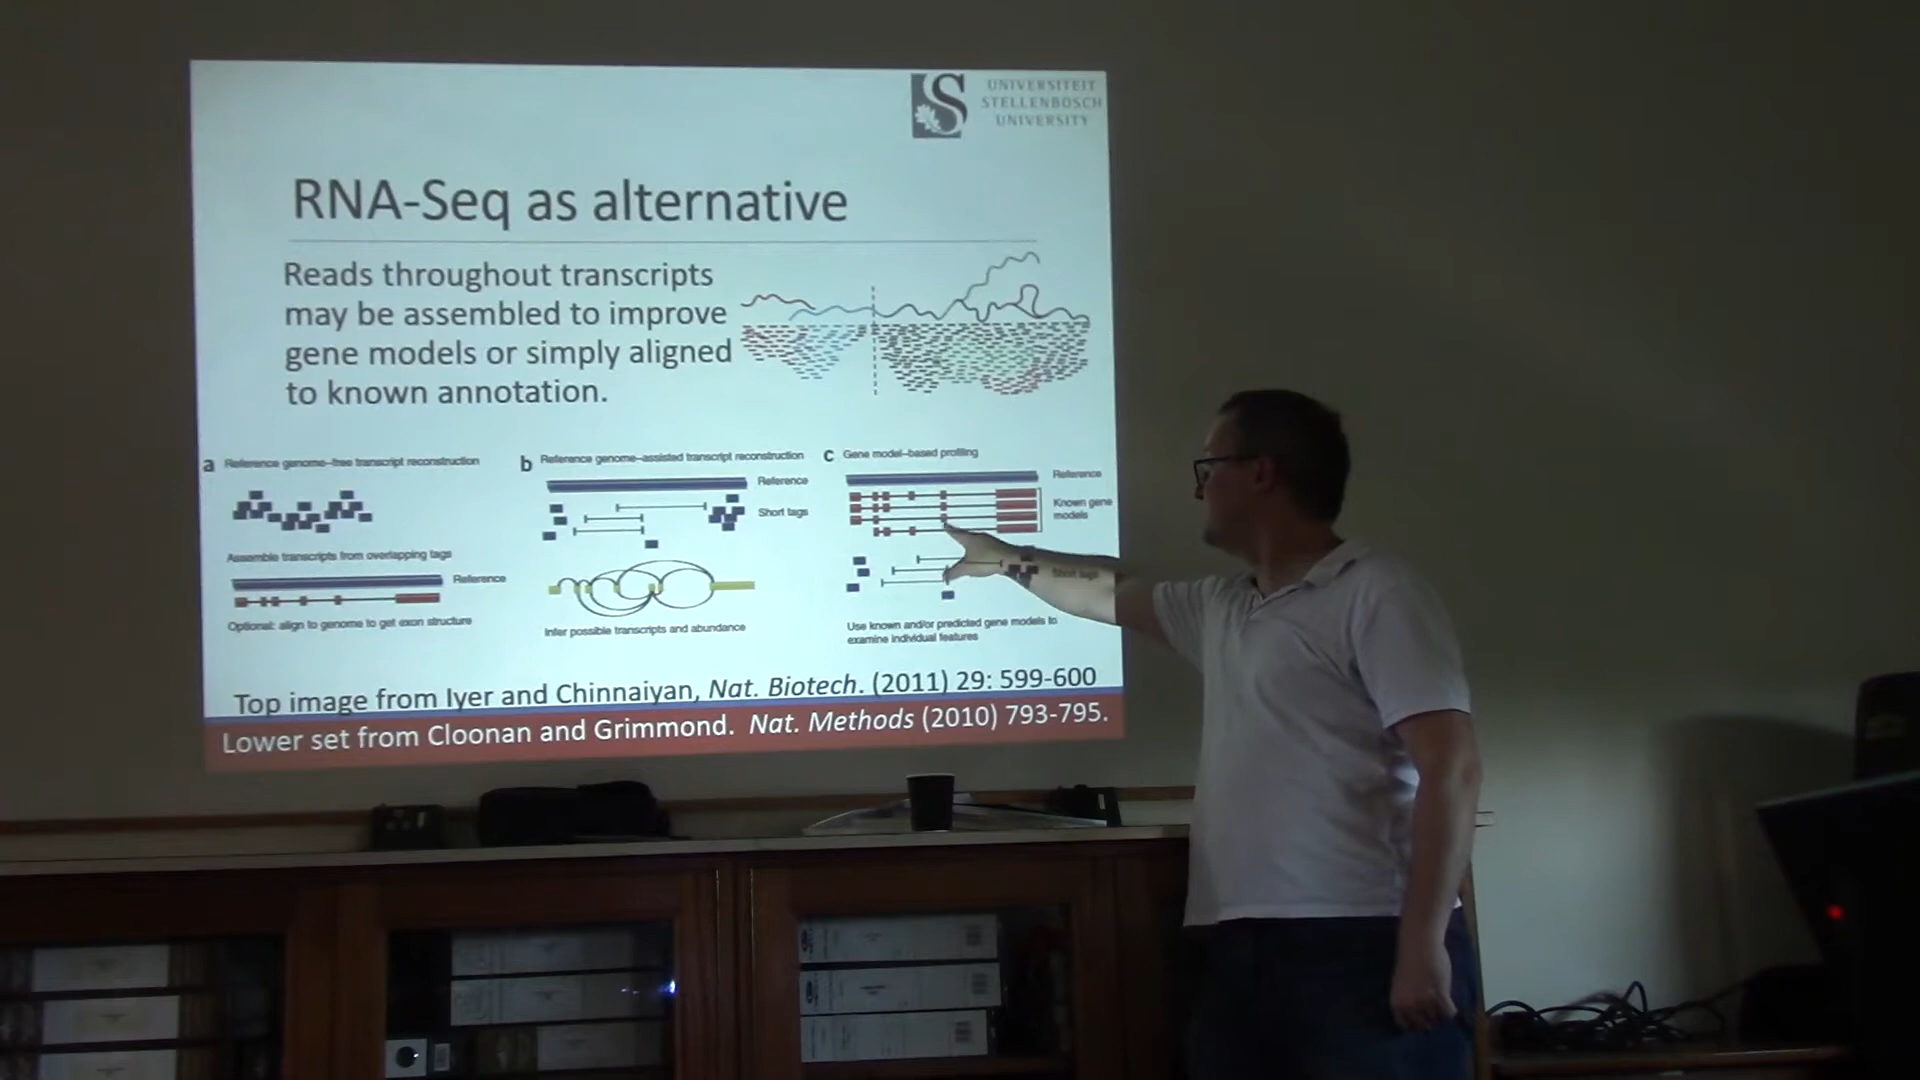 UNIVERSITEIT
STELLENBOSCH
UNIVERSITY
RNA-Seq as alternative
Reads throughout transcripts
may be assembled to improve
gene models or simply aligned
to known annotation.
a Reference genome–free transcript reconstruction
Assemble transcripts from overlapping tags
Reference
Optional: align to genome to get exon structure
b Reference genome–assisted transcript reconstruction
Reference
Short tags
Infer possible transcripts and abundance
c Gene model–based profiling
Reference
Known gene
models
Short tags
Use known and/or predicted gene models to
examine individual features
Top image from Iyer and Chinnaiyan, Nat. Biotech. (2011) 29: 599-600
Lower set from Cloonan and Grimmond. Nat. Methods (2010) 793-795.